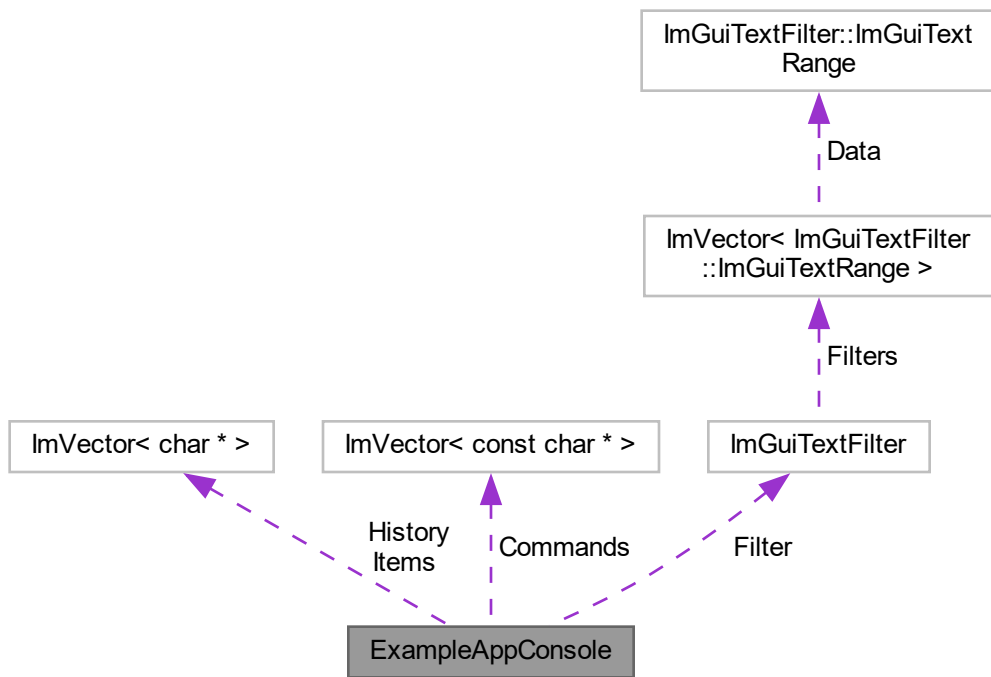 ImGuiTextFilter::ImGuiText
Range
Data
ImVector< ImGuiTextFilter
::ImGuiTextRange >
Filters
ImVector< char * >
ImVector< const char * >
ImGuiTextFilter
History
Items
Commands
Filter
ExampleAppConsole